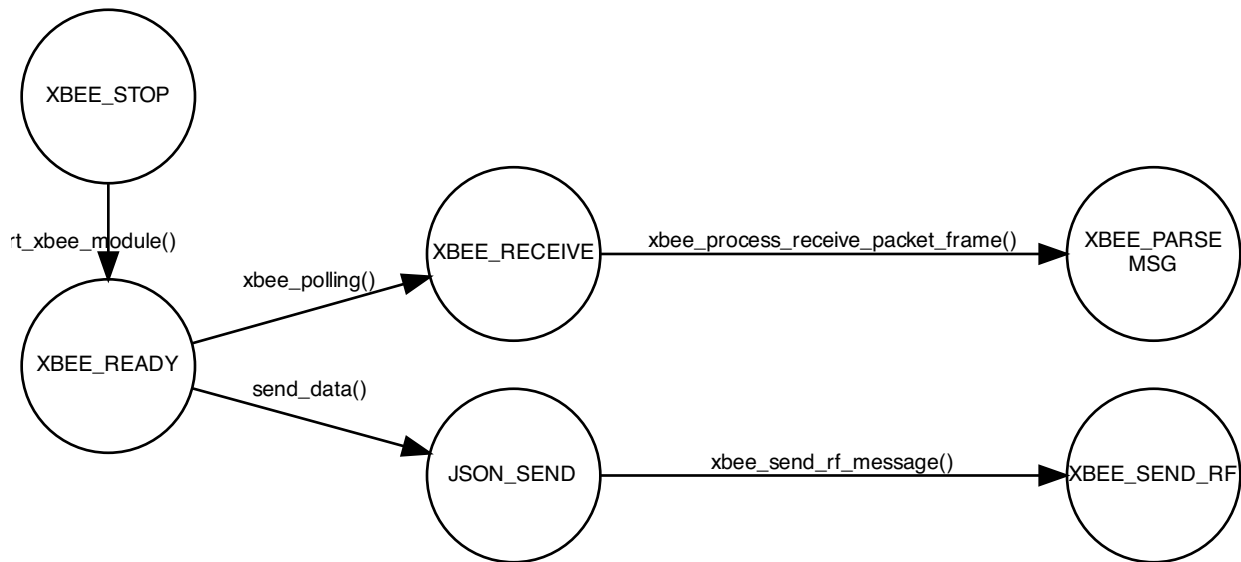 XBEE_STOP
rt_xbee_module()
XBEE_READY
xbee_polling()
send_data()
XBEE_RECEIVE
JSON_SEND
xbee_process_receive_packet_frame()
xbee_send_rf_message()
XBEE_PARSE
MSG
XBEE_SEND_RF